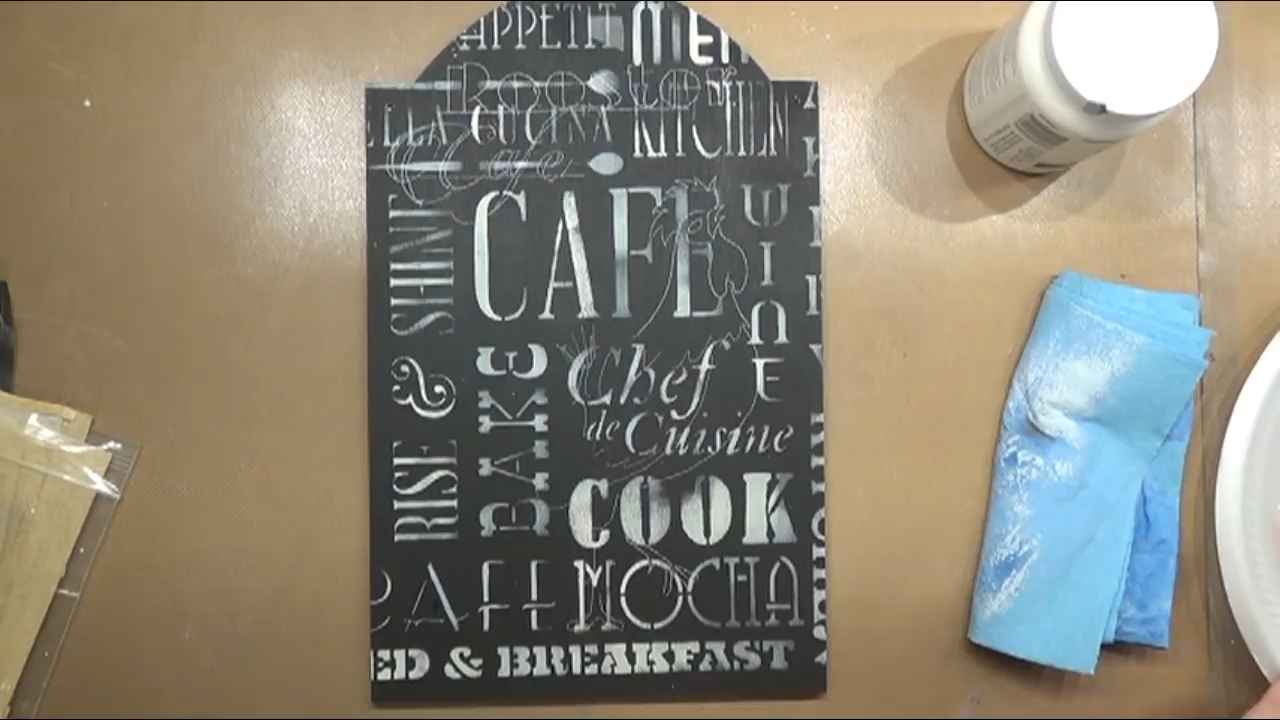 APPETIT MEN
Rooster
ELLA CUCINA KITCHEN
Cafe
RISE & SHINE
CAFE
WINE
BAKE
Chef
de Cuisine
COOK
CAFE MOCHA
ED & BREAKFAST